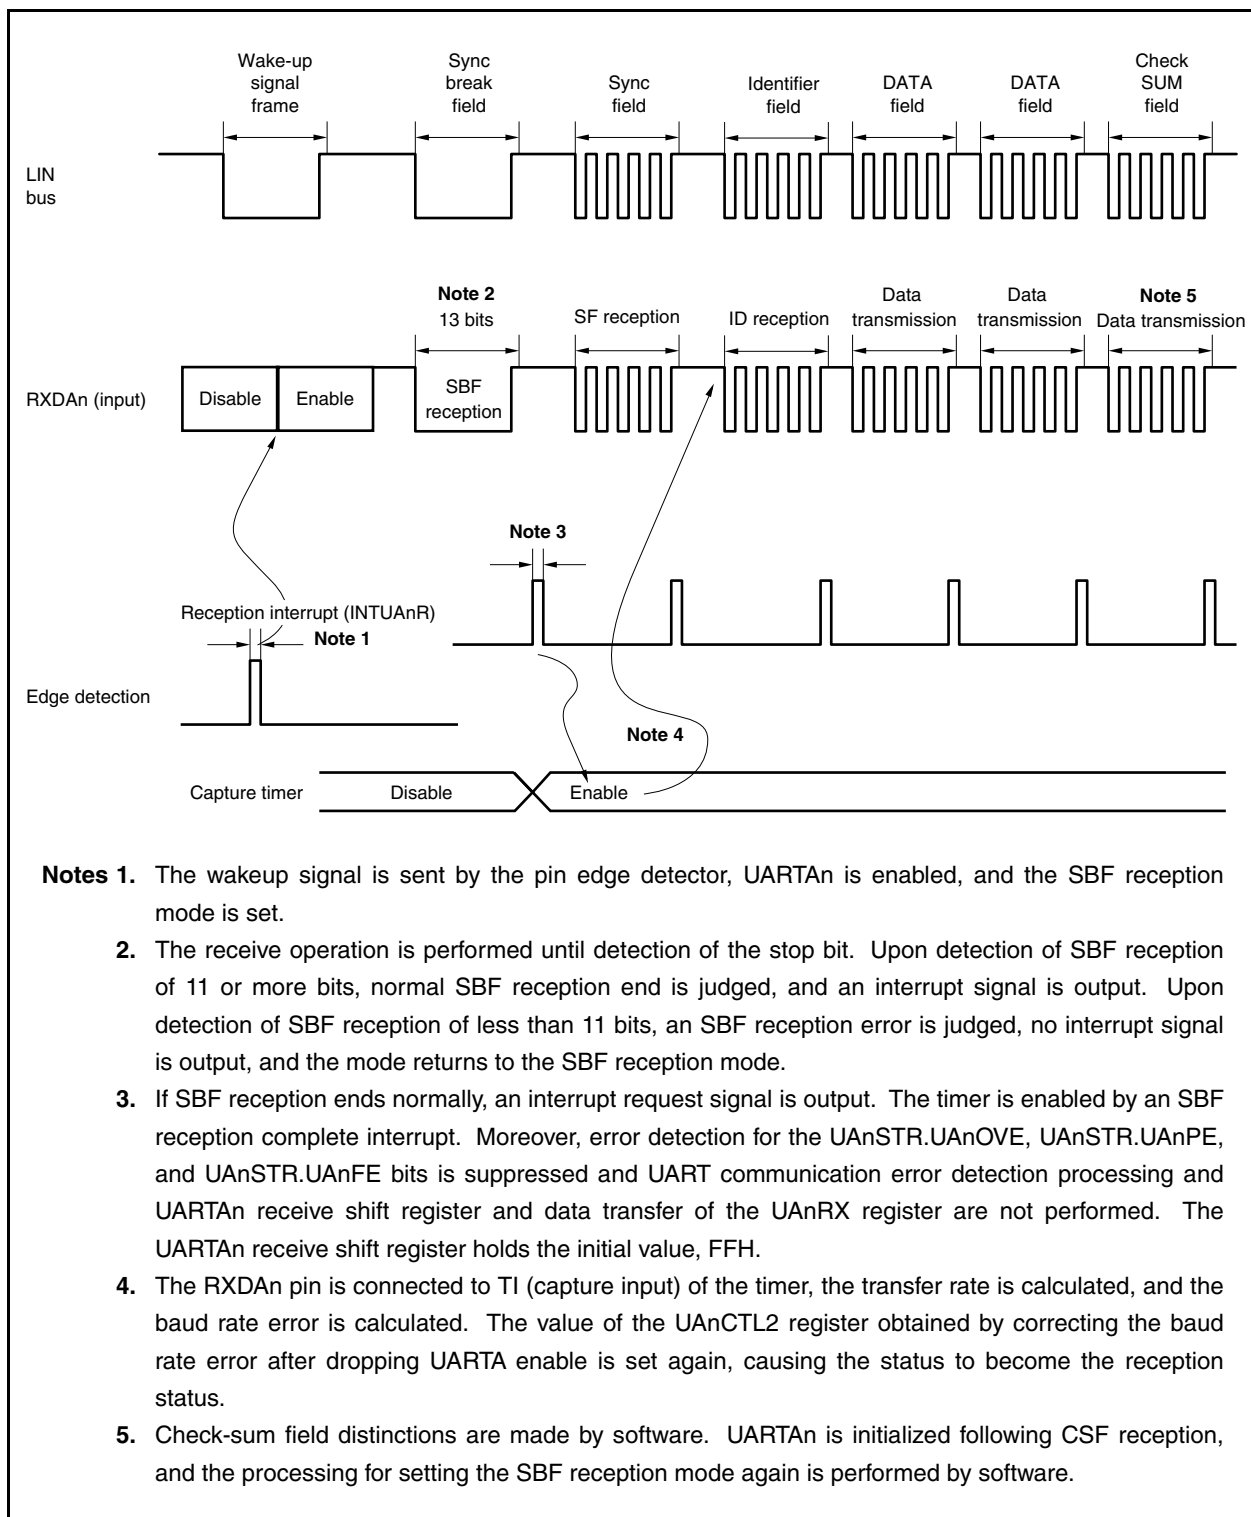 Wake-up
signal
frame
Sync
break
field
Sync
field
Identifier
field
DATA
field
DATA
field
Check
SUM
field
LIN
bus
Note 2
13 bits
SF reception
ID reception
Data
transmission
Data
transmission
Note 5
Data transmission
RXDAn (input)
Disable
Enable
SBF
reception
Note 3
Reception interrupt (INTUAnR)
Note 1
Edge detection
Note 4
Capture timer
Disable
Enable
Notes 1. The wakeup signal is sent by the pin edge detector, UARTAn is enabled, and the SBF reception
mode is set.
2. The receive operation is performed until detection of the stop bit. Upon detection of SBF reception
of 11 or more bits, normal SBF reception end is judged, and an interrupt signal is output. Upon
detection of SBF reception of less than 11 bits, an SBF reception error is judged, no interrupt signal
is output, and the mode returns to the SBF reception mode.
3. If SBF reception ends normally, an interrupt request signal is output. The timer is enabled by an SBF
reception complete interrupt. Moreover, error detection for the UAnSTR.UAnOVE, UAnSTR.UAnPE,
and UAnSTR.UAnFE bits is suppressed and UART communication error detection processing and
UARTAn receive shift register and data transfer of the UAnRX register are not performed. The
UARTAn receive shift register holds the initial value, FFH.
4. The RXDAn pin is connected to TI (capture input) of the timer, the transfer rate is calculated, and the
baud rate error is calculated. The value of the UAnCTL2 register obtained by correcting the baud
rate error after dropping UARTA enable is set again, causing the status to become the reception
status.
5. Check-sum field distinctions are made by software. UARTAn is initialized following CSF reception,
and the processing for setting the SBF reception mode again is performed by software.